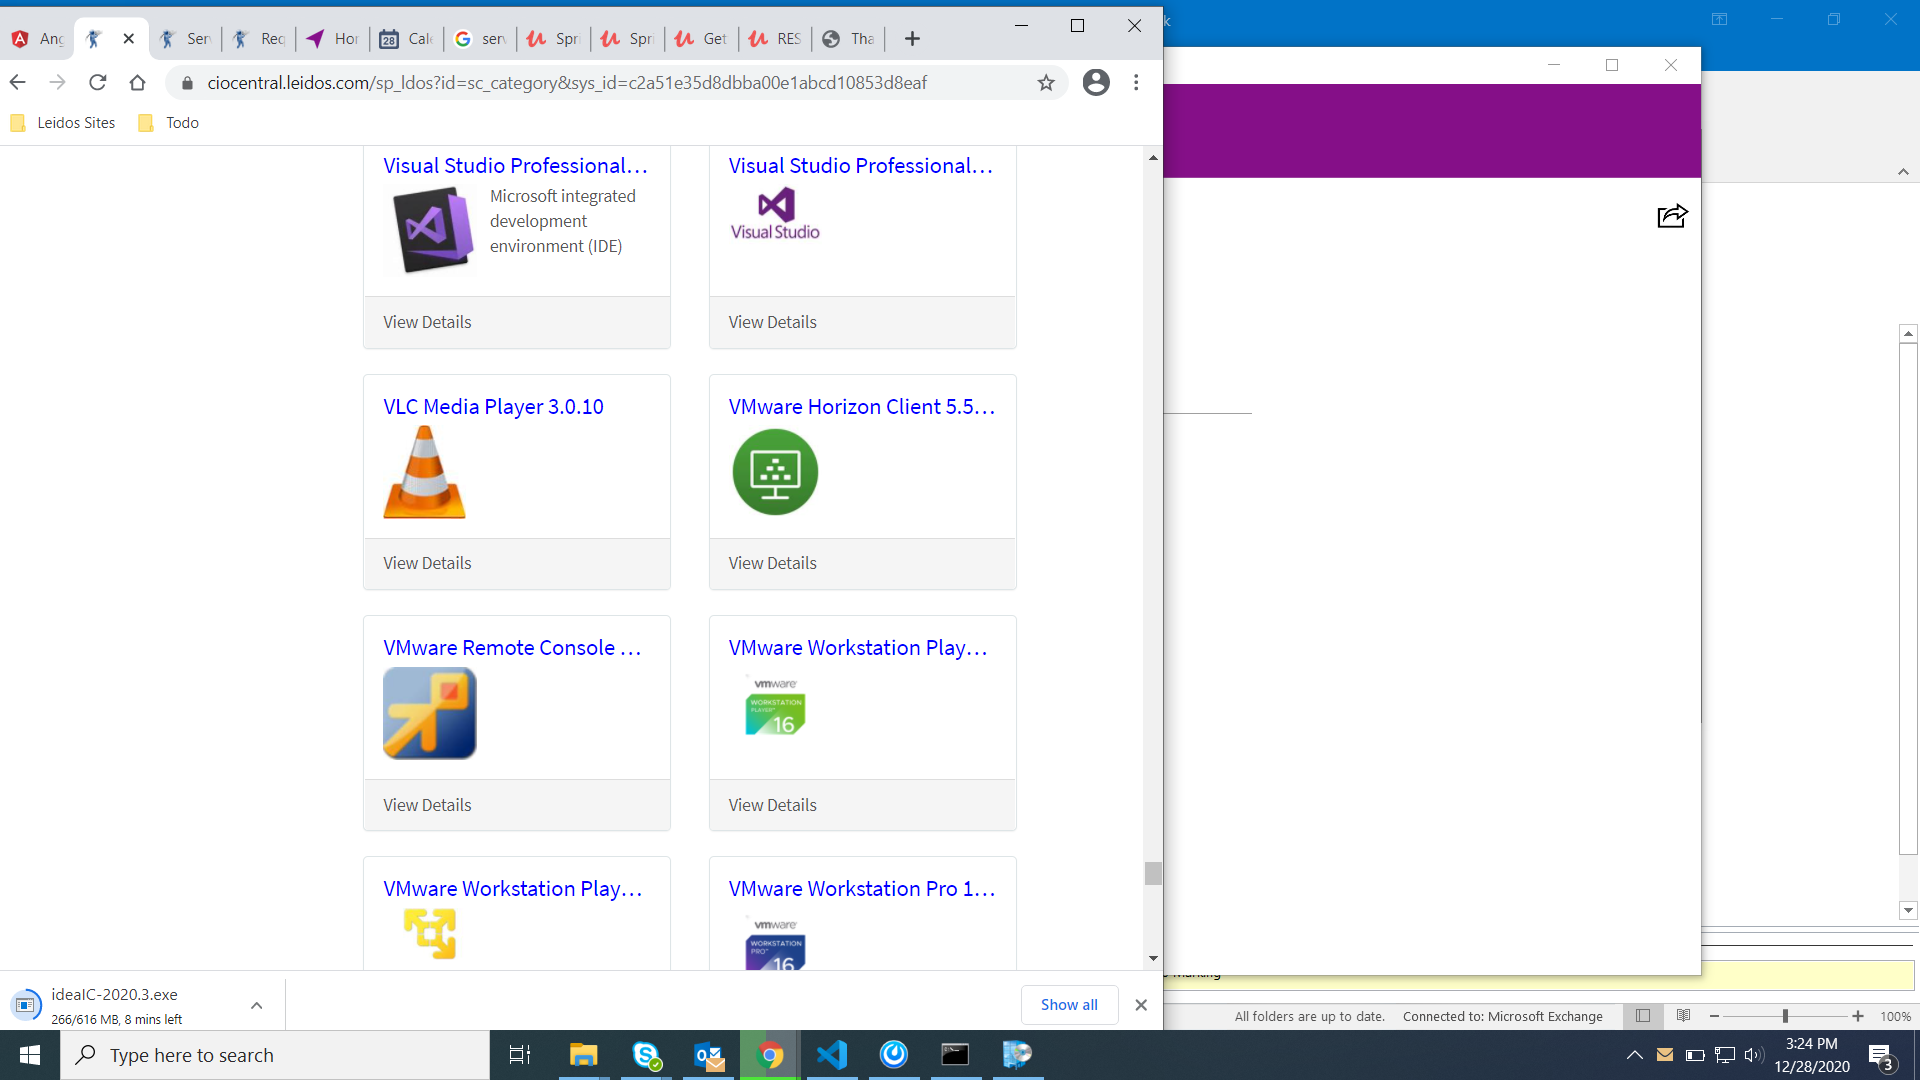 Ang
Ser
Req
Hor
28
Cale
G
serv
Spri
Spri
Get
RES
Tha
ciocentral.leidos.com/sp_ldos?id=sc_category&sys_id=c2a51e35d8dbba00e1abcd10853d8eaf
Leidos Sites
Todo
Visual Studio Professional…
Microsoft integrated
development
environment (IDE)
View Details
Visual Studio Professional…
Visual Studio
View Details
VLC Media Player 3.0.10
View Details
VMware Horizon Client 5.5…
View Details
VMware Remote Console …
View Details
VMware Workstation Play…
vmware
WORKSTATION
PLAYER™
16
View Details
VMware Workstation Play…
VMware Workstation Pro 1…
vmware
WORKSTATION
PRO™
16
ideaIC-2020.3.exe
266/616 MB, 8 mins left
Show all
All folders are up to date.
Connected to: Microsoft Exchange
100%
Type here to search
3:24 PM
12/28/2020
3